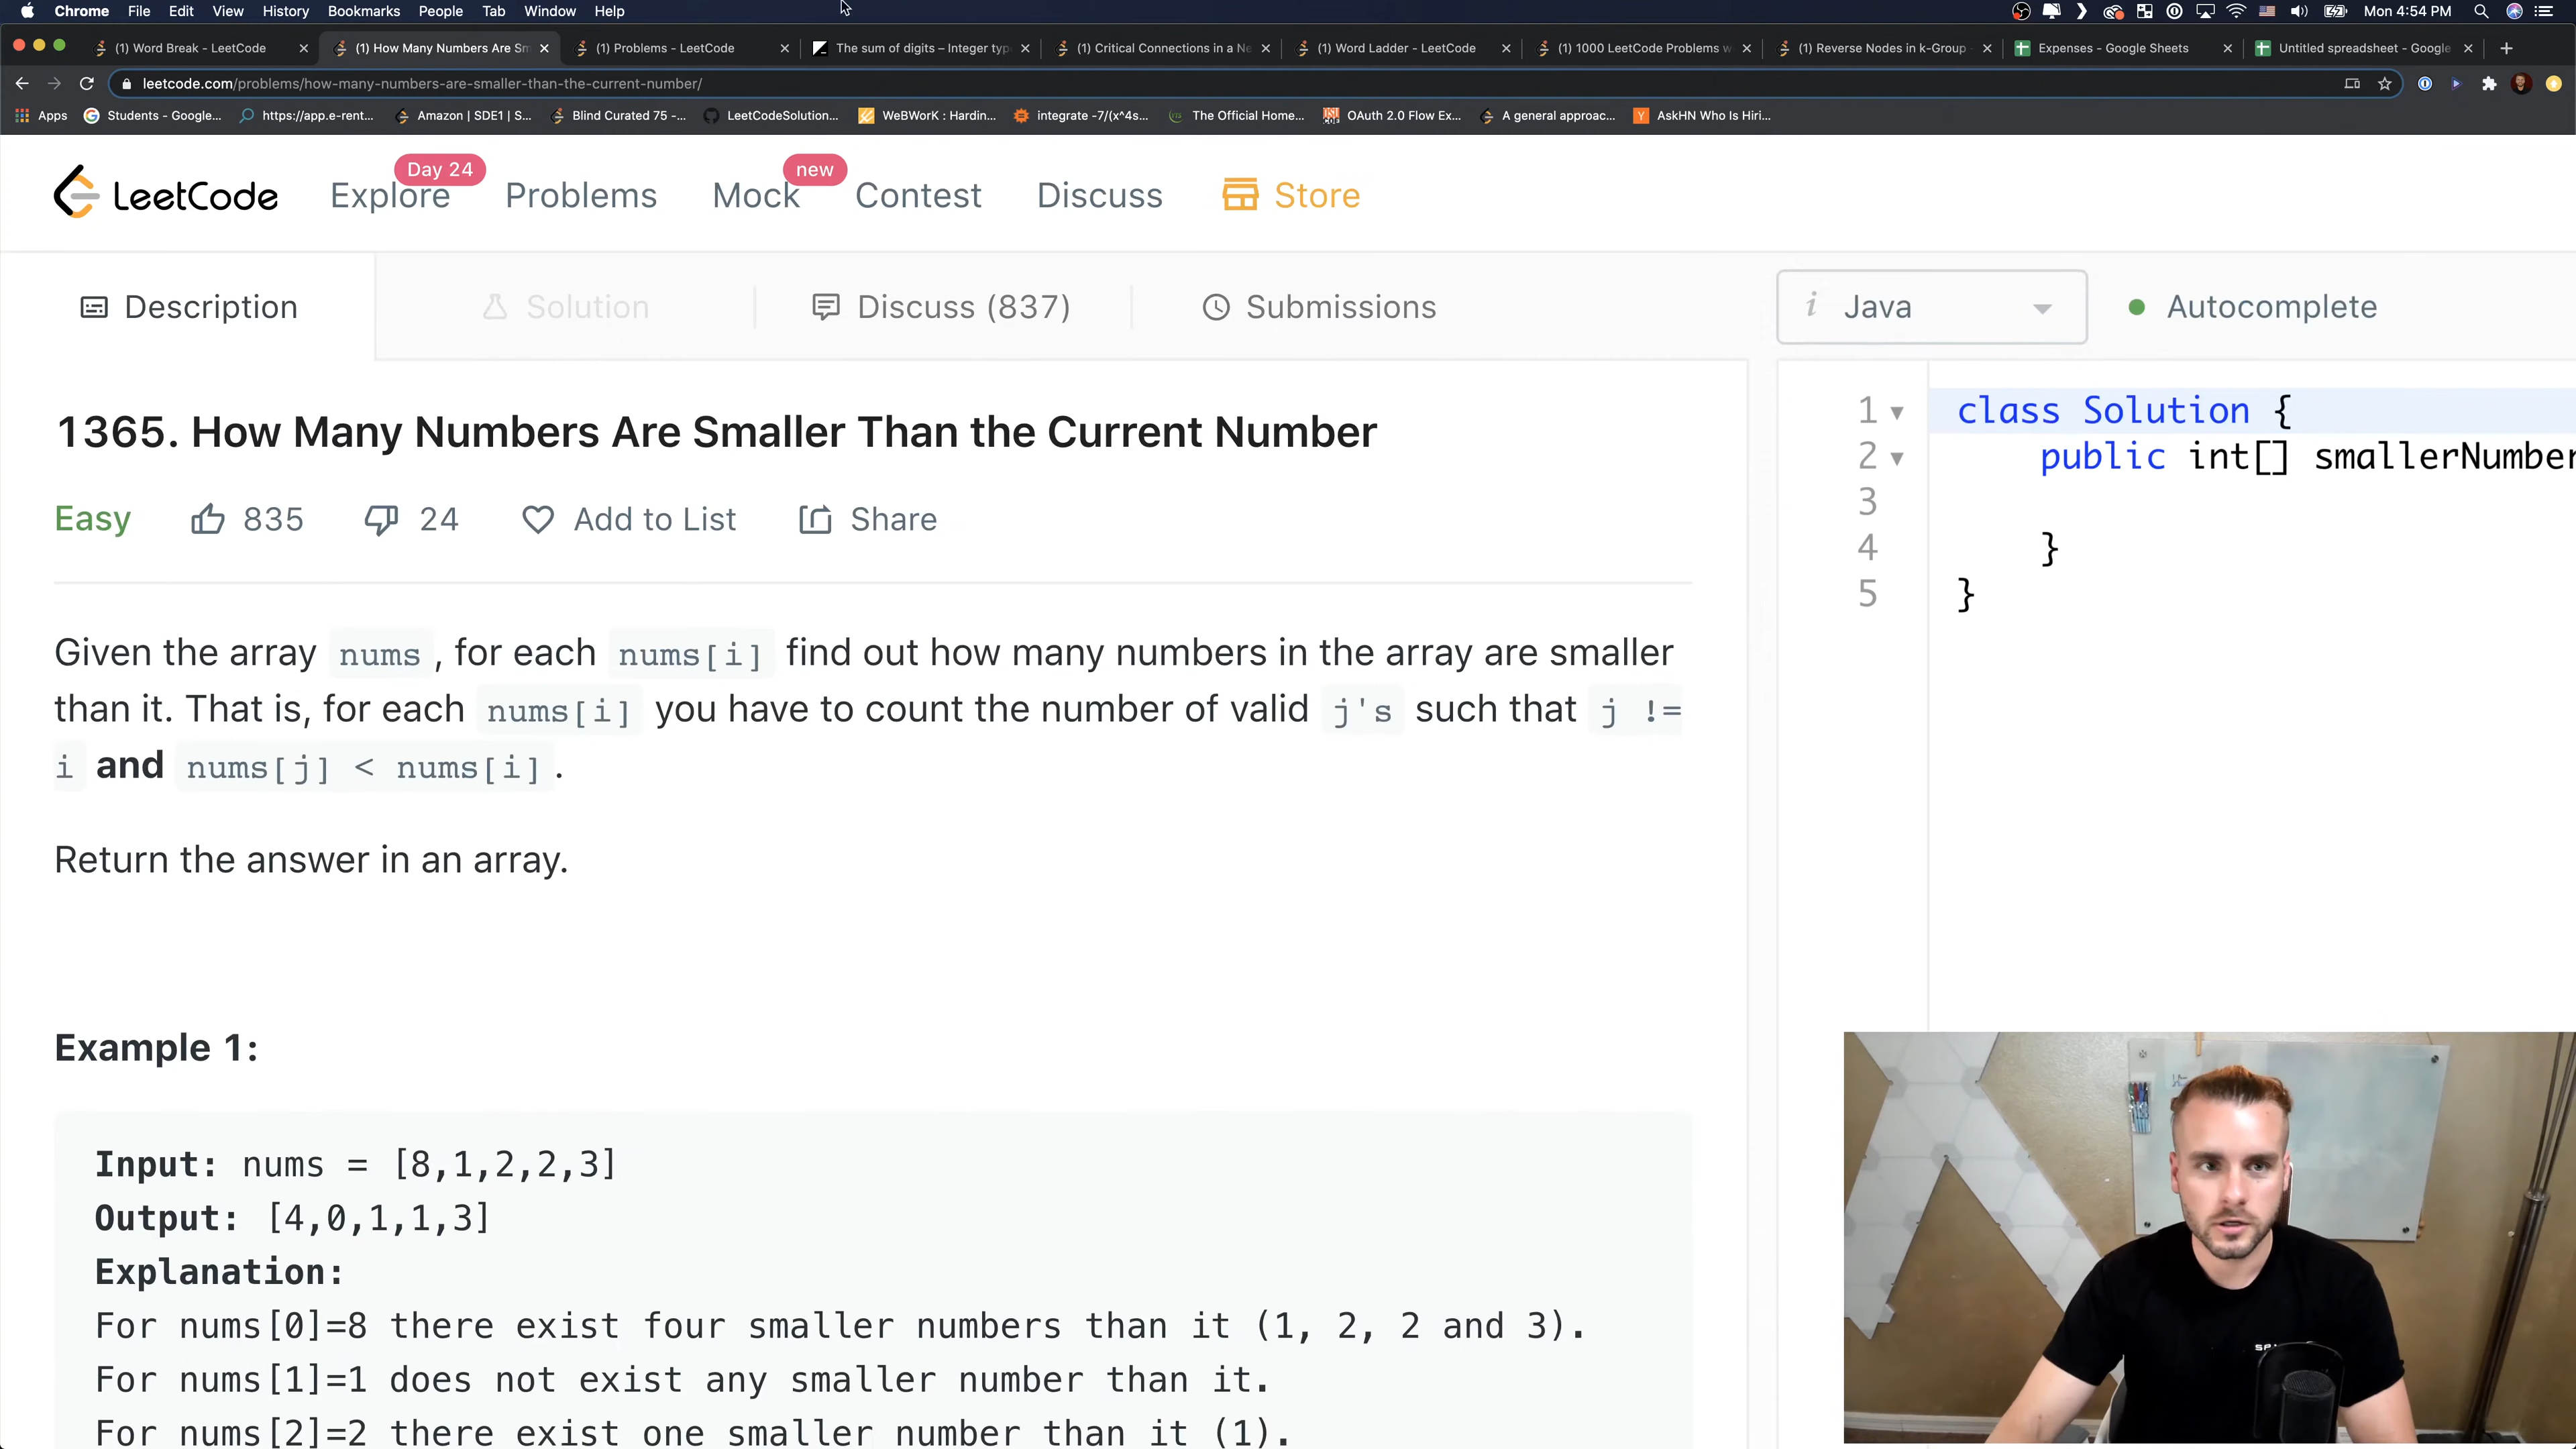 Chrome File Edit View History Bookmarks People Tab Window Help Mon 4:54 PM
(1) Word Break - LeetCode (1) How Many Numbers Are Sm (1) Problems - LeetCode The sum of digits – Integer typ (1) Critical Connections in a Ne (1) Word Ladder - LeetCode (1) 1000 LeetCode Problems w (1) Reverse Nodes in k-Group - Expenses - Google Sheets Untitled spreadsheet - Google
leetcode.com/problems/how-many-numbers-are-smaller-than-the-current-number/
Apps Students - Google... https://app.e-rent... Amazon | SDE1 | S... Blind Curated 75 -... LeetCodeSolution... WeBWorK : Hardin... integrate -7/(x^4s... The Official Home... OAuth 2.0 Flow Ex... A general approac... AskHN Who Is Hiri...
Day 24 new
LeetCode Explore Problems Mock Contest Discuss Store
Description Solution Discuss (837) Submissions i Java Autocomplete
1365. How Many Numbers Are Smaller Than the Current Number
Easy 835 24 Add to List Share
Given the array nums , for each nums[i] find out how many numbers in the array are smaller
than it. That is, for each nums[i] you have to count the number of valid j's such that j !=
i and nums[j] < nums[i] .
Return the answer in an array.
Example 1:
Input: nums = [8,1,2,2,3]
Output: [4,0,1,1,3]
Explanation:
For nums[0]=8 there exist four smaller numbers than it (1, 2, 2 and 3).
For nums[1]=1 does not exist any smaller number than it.
For nums[2]=2 there exist one smaller number than it (1).
1 class Solution {
2 public int[] smallerNumber
3
4 }
5 }